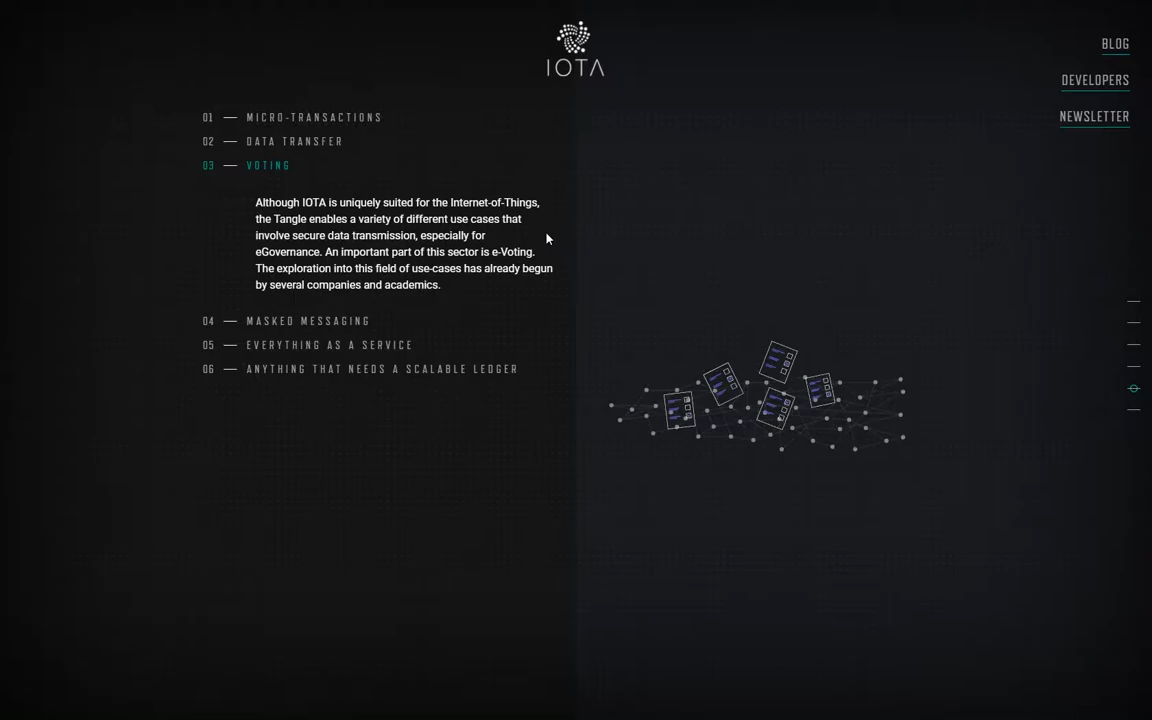 IOTA
BLOG
DEVELOPERS
NEWSLETTER
01 — MICRO-TRANSACTIONS
02 — DATA TRANSFER
03 — VOTING
Although IOTA is uniquely suited for the Internet-of-Things,
the Tangle enables a variety of different use cases that
involve secure data transmission, especially for
eGovernance. An important part of this sector is e-Voting.
The exploration into this field of use-cases has already begun
by several companies and academics.
04 — MASKED MESSAGING
05 — EVERYTHING AS A SERVICE
06 — ANYTHING THAT NEEDS A SCALABLE LEDGER